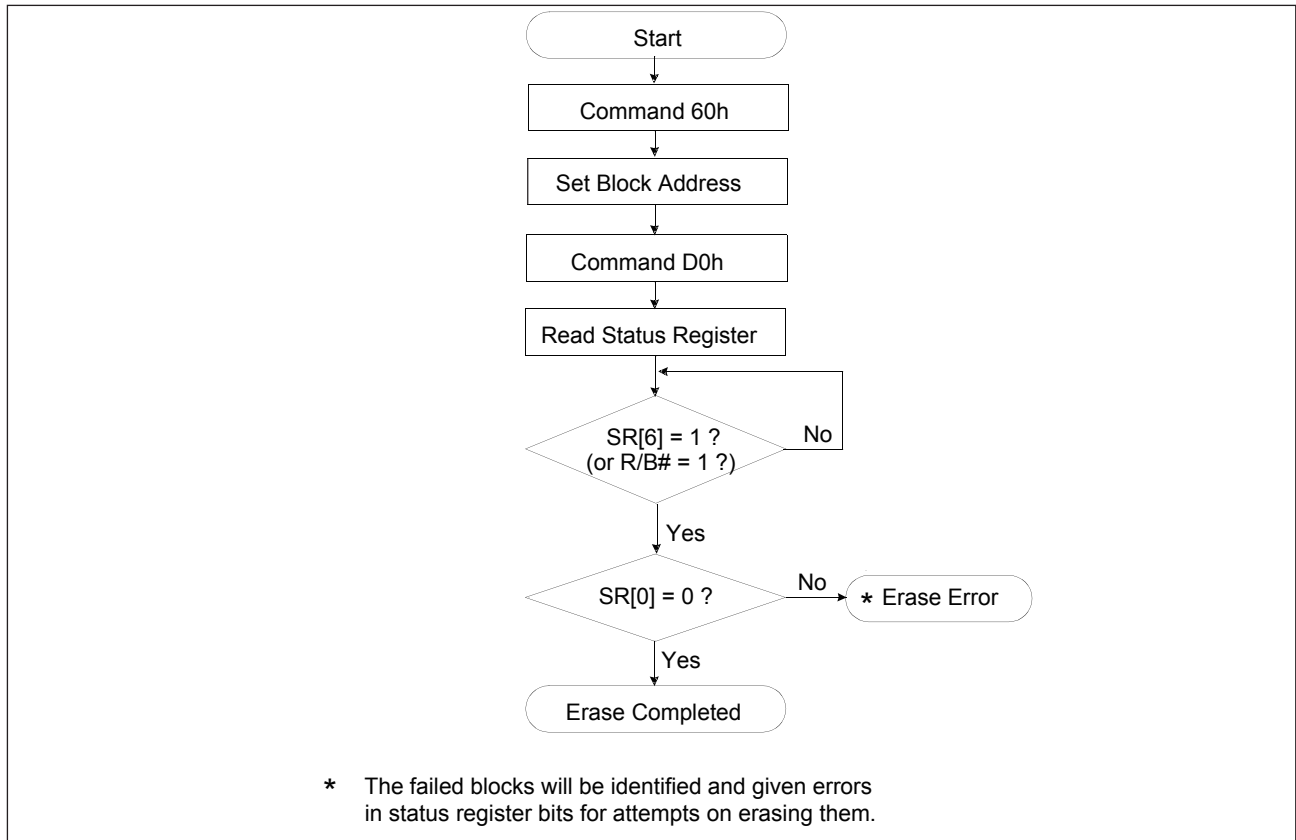 Start
Command 60h
Set Block Address
Command D0h
Read Status Register
SR[6] = 1 ?
(or R/B# = 1 ?)
No
Yes
SR[0] = 0 ?
No
* Erase Error
Yes
Erase Completed
* The failed blocks will be identified and given errors
in status register bits for attempts on erasing them.